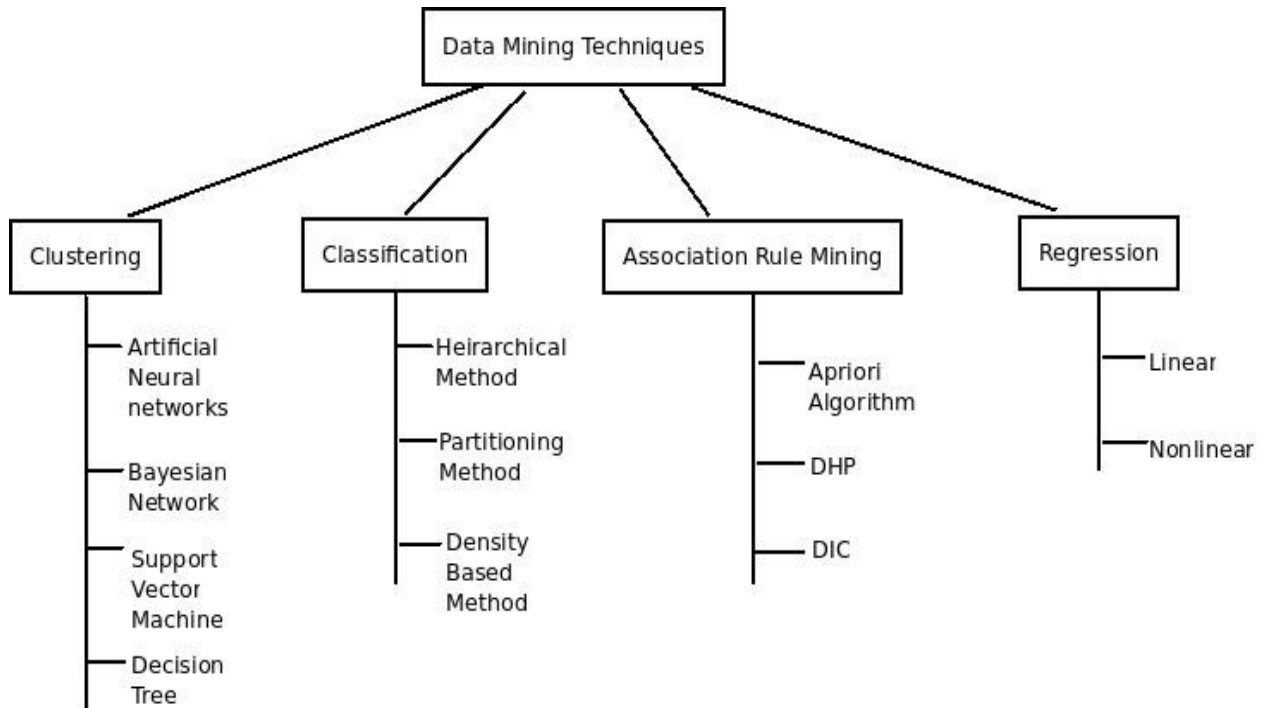 Data Mining Techniques
Clustering
Classification
Association Rule Mining
Regression
Artificial
Neural
networks
Bayesian
Network
Support
Vector
Machine
Decision
Tree
Heirarchical
Method
Partitioning
Method
Density
Based
Method
Apriori
Algorithm
DHP
DIC
Linear
Nonlinear